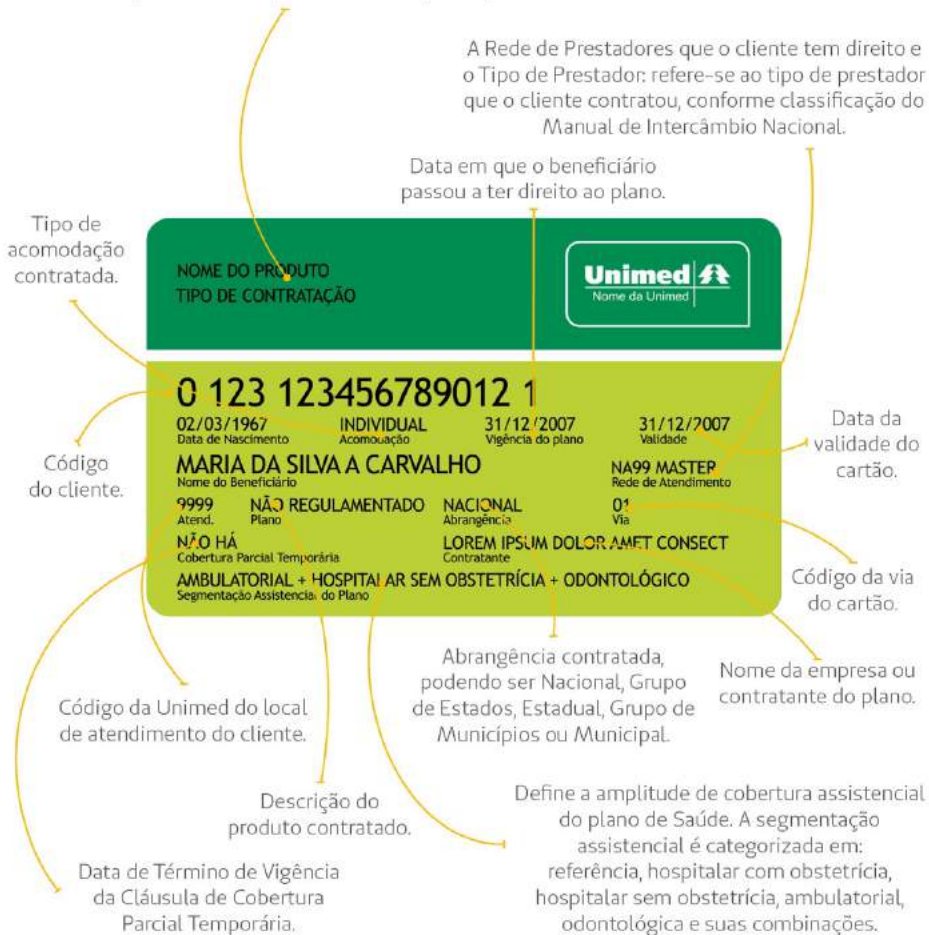 A Rede de Prestadores que o cliente tem direito e
o Tipo de Prestador: refere-se ao tipo de prestador
que o cliente contratou, conforme classificação do
Manual de Intercâmbio Nacional.
Data em que o beneficiário
passou a ter direito ao plano.
Tipo de
acomodação
contratada.
NOME DO PRODUTO
TIPO DE CONTRATAÇÃO
Unimed
Nome da Unimed
0 123 123456789012 1
02/03/1967 INDIVIDUAL 31/12/2007 31/12/2007
Data de Nascimento Acomodação Vigência do plano Validade
MARIA DA SILVA A CARVALHO NA99 MASTER
Nome do Beneficiário Rede de Atendimento
9999 NÃO REGULAMENTADO NACIONAL 01
Atend. Plano Abrangência Via
NÃO HÁ LOREM IPSUM DOLOR AMET CONSECT
Cobertura Parcial Temporária Contratante
AMBULATORIAL + HOSPITALAR SEM OBSTETRÍCIA + ODONTOLÓGICO
Segmentação Assistencial do Plano
Código
do cliente.
Data da
validade do
cartão.
Código da via
do cartão.
Nome da empresa ou
contratante do plano.
Abrangência contratada,
podendo ser Nacional, Grupo
de Estados, Estadual, Grupo de
Municípios ou Municipal.
Código da Unimed do local
de atendimento do cliente.
Descrição do
produto contratado.
Define a amplitude de cobertura assistencial
do plano de Saúde. A segmentação
assistencial é categorizada em:
referência, hospitalar com obstetrícia,
hospitalar sem obstetrícia, ambulatorial,
odontológica e suas combinações.
Data de Término de Vigência
da Cláusula de Cobertura
Parcial Temporária.